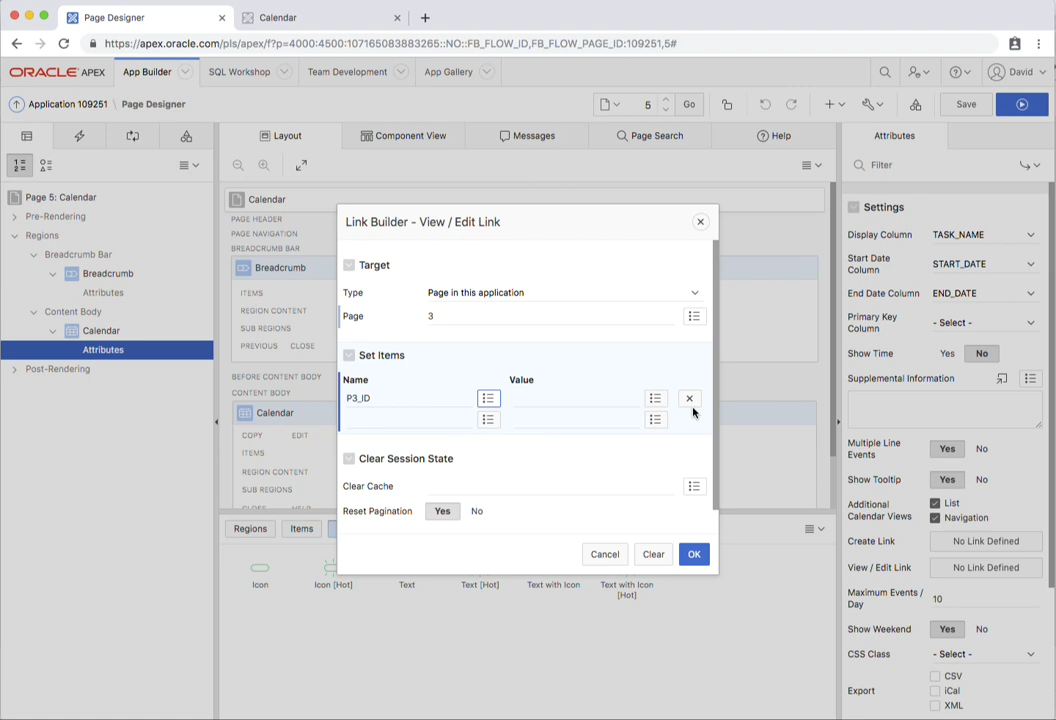 Page Designer
Calendar
https://apex.oracle.com/pls/apex/f?p=4000:4500:107165083883265::NO::FB_FLOW_ID,FB_FLOW_PAGE_ID:109251,5#
ORACLE APEX
App Builder
SQL Workshop
Team Development
App Gallery
David
Application 109251 \ Page Designer
5
Go
Save
Layout
Component View
Messages
Page Search
Help
Attributes
Filter
Page 5: Calendar
Pre-Rendering
Regions
Breadcrumb Bar
Breadcrumb
Attributes
Content Body
Calendar
Attributes
Post-Rendering
Calendar
PAGE HEADER
PAGE NAVIGATION
BREADCRUMB BAR
Breadcrumb
ITEMS
REGION CONTENT
SUB REGIONS
PREVIOUS CLOSE
BEFORE CONTENT BODY
CONTENT BODY
Calendar
COPY EDIT
ITEMS
REGION CONTENT
SUB REGIONS
Regions
Items
Icon
Icon [Hot]
Text
Text [Hot]
Text with Icon
Text with Icon
[Hot]
Link Builder - View / Edit Link
Target
Type Page in this application
Page 3
Set Items
Name Value
P3_ID
Clear Session State
Clear Cache
Reset Pagination Yes No
Cancel
Clear
OK
Settings
Display Column TASK_NAME
Start Date
Column START_DATE
End Date Column END_DATE
Primary Key
Column - Select -
Show Time Yes No
Supplemental Information
Multiple Line
Events Yes No
Show Tooltip Yes No
Additional
Calendar Views List
Navigation
Create Link No Link Defined
View / Edit Link No Link Defined
Maximum Events /
Day 10
Show Weekend Yes No
CSS Class - Select -
Export CSV
iCal
XML